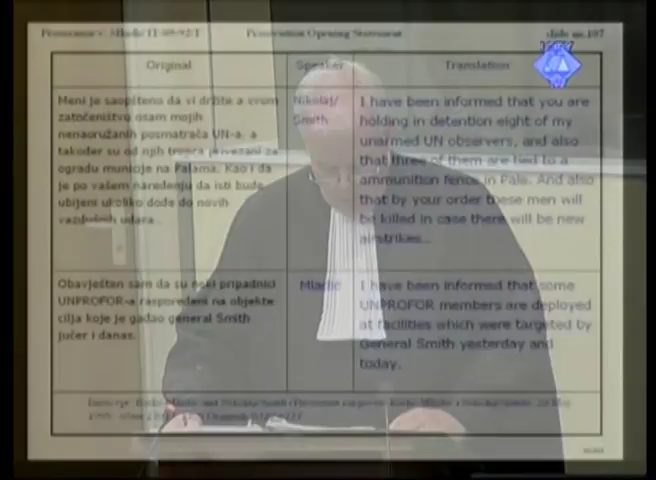 Prosecutor v. Mladić IT-09-92-T
Prosecution Opening Statement
slide no.107
Original
Speaker
Translation
Meni je saopšteno da vi držite a svom
zatočeništvu osam mojih
nenaoružanih posmatrača UN-a, a
također su od njih trojica privezani za
ogradu municije na Palama. Kao i da
je po vašem naređenju da isti bude
ubijeni ukoliko dođe do novih
vazdušnih udara...
Nikolaj/
Smith
I have been informed that you are
holding in detention eight of my
unarmed UN observers, and also
that three of them are tied to a
ammunition fence in Pale. And also
that by your order these men will
be killed in case there will be new
airstrikes...
Obavješten sam da su neki pripadnici
UNPROFOR-a raspoređeni na objekte
cilja koje je gađao general Smith
jučer i danas.
Mladić
I have been informed that some
UNPROFOR members are deployed
at facilities which were targeted by
General Smith yesterday and
today.